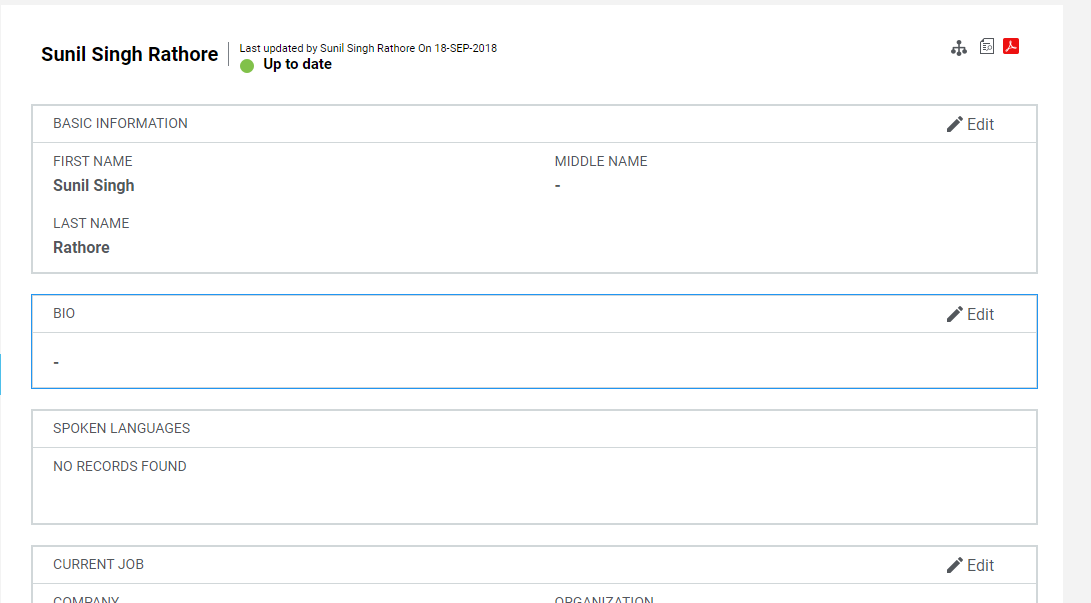 Sunil Singh Rathore
Last updated by Sunil Singh Rathore On 18-SEP-2018
Up to date
BASIC INFORMATION
Edit
FIRST NAME
MIDDLE NAME
Sunil Singh
-
LAST NAME
Rathore
BIO
Edit
-
SPOKEN LANGUAGES
NO RECORDS FOUND
CURRENT JOB
Edit
COMPANY
ORGANIZATION